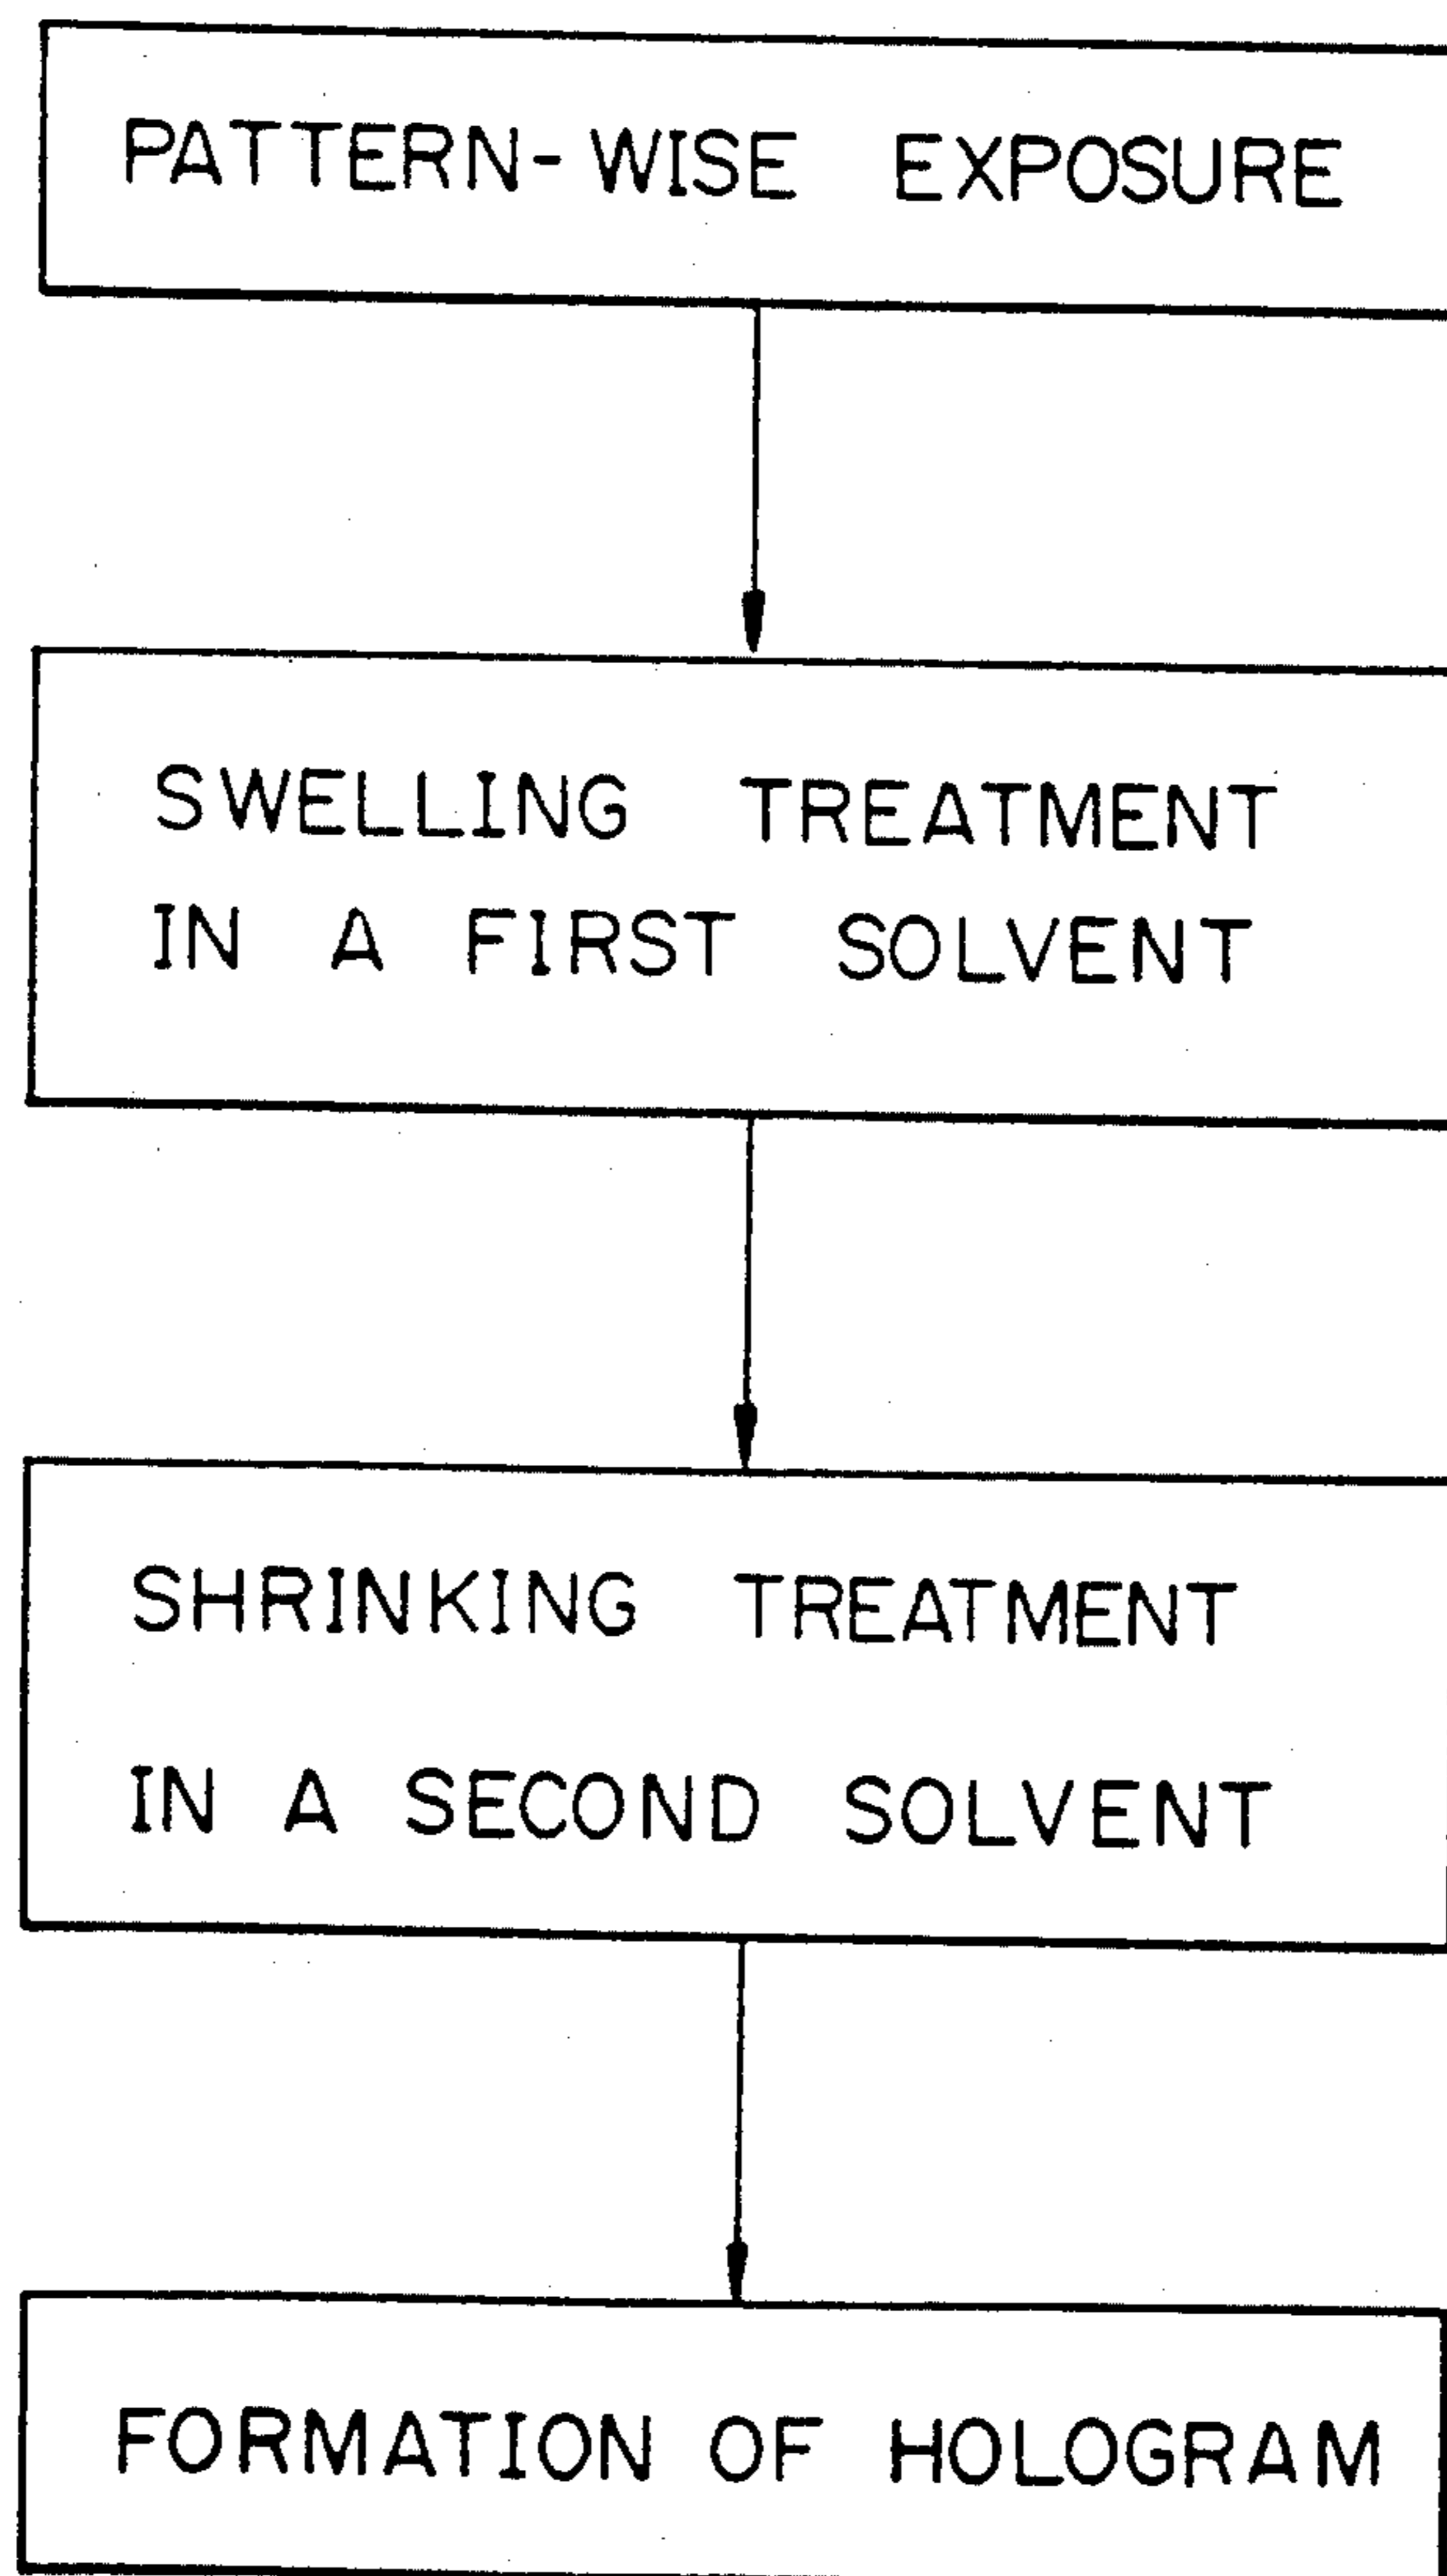 PATTERN-WISE EXPOSURE
SWELLING TREATMENT
IN A FIRST SOLVENT
SHRINKING TREATMENT
IN A SECOND SOLVENT
FORMATION OF HOLOGRAM